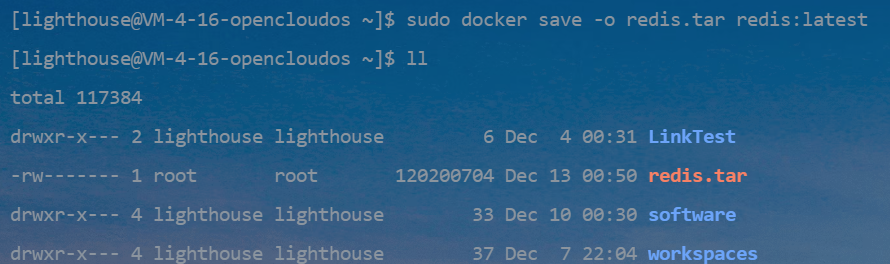 [lighthouse@VM-4-16-opencloudos ~]$ sudo docker save -o redis.tar redis:latest
[lighthouse@VM-4-16-opencloudos ~]$ ll
total 117384
drwxr-x--- 2 lighthouse lighthouse         6 Dec  4 00:31 LinkTest
-rw------- 1 root       root       120200704 Dec 13 00:50 redis.tar
drwxr-x--- 4 lighthouse lighthouse        33 Dec 10 00:30 software
drwxr-x--- 4 lighthouse lighthouse        37 Dec  7 22:04 workspaces